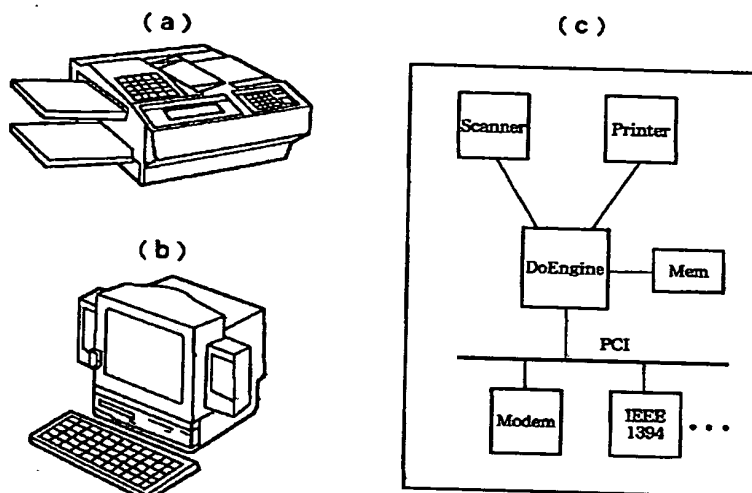 (a)
(b)
(c)
Scanner
Printer
DoEngine
Mem
PCI
Modem
IEEE
1394
• • •